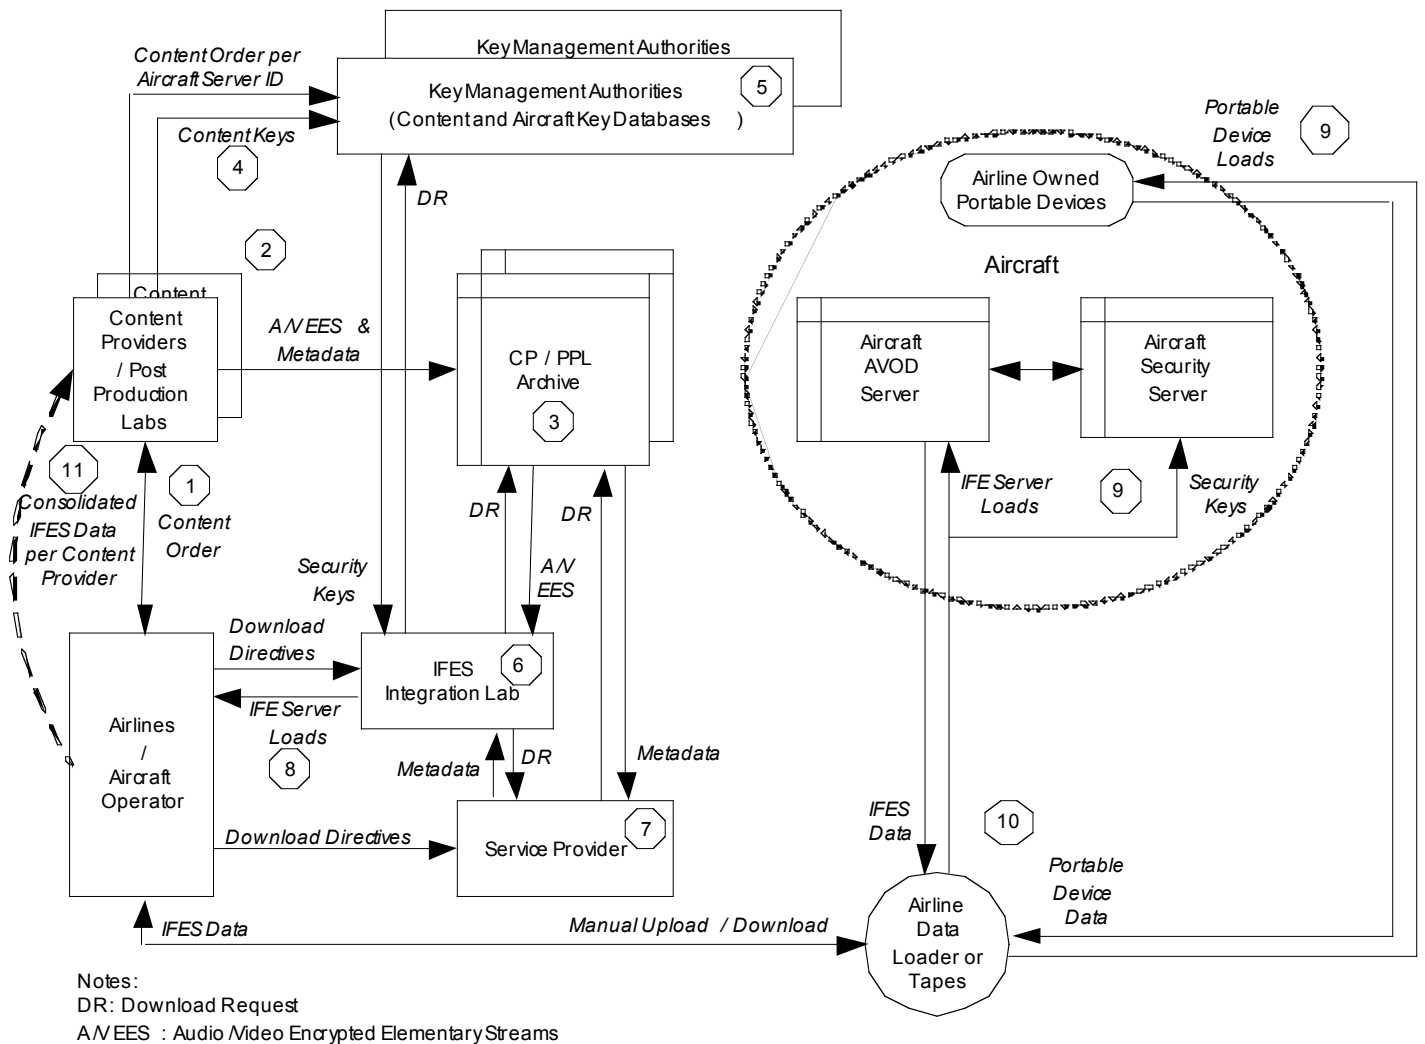 Key Management Authorities
Content Order per
Aircraft Server ID
Key Management Authorities
(Content and Aircraft Key Databases )
5
Content Keys
4
DR
2
Portable
Device
Loads
9
Airline Owned
Portable Devices
Aircraft
Content
Content
Providers
/ Post
Production
Labs
A/V EES &
Metadata
CP / PPL
Archive
3
Aircraft
AVOD
Server
Aircraft
Security
Server
11
Consolidated
IFES Data
per Content
Provider
1
Content
Order
DR
DR
A/V
EES
IFE Server
Loads
9
Security
Keys
Security
Keys
Download
Directives
IFES
Integration Lab
6
IFE Server
Loads
8
Airlines
/
Aircraft
Operator
Metadata
DR
Metadata
Download Directives
Service Provider
7
IFES
Data
10
Portable
Device
Data
IFES Data
Manual Upload / Download
Airline
Data
Loader or
Tapes
Notes:
DR: Download Request
A/V EES : Audio /Video Encrypted Elementary Streams